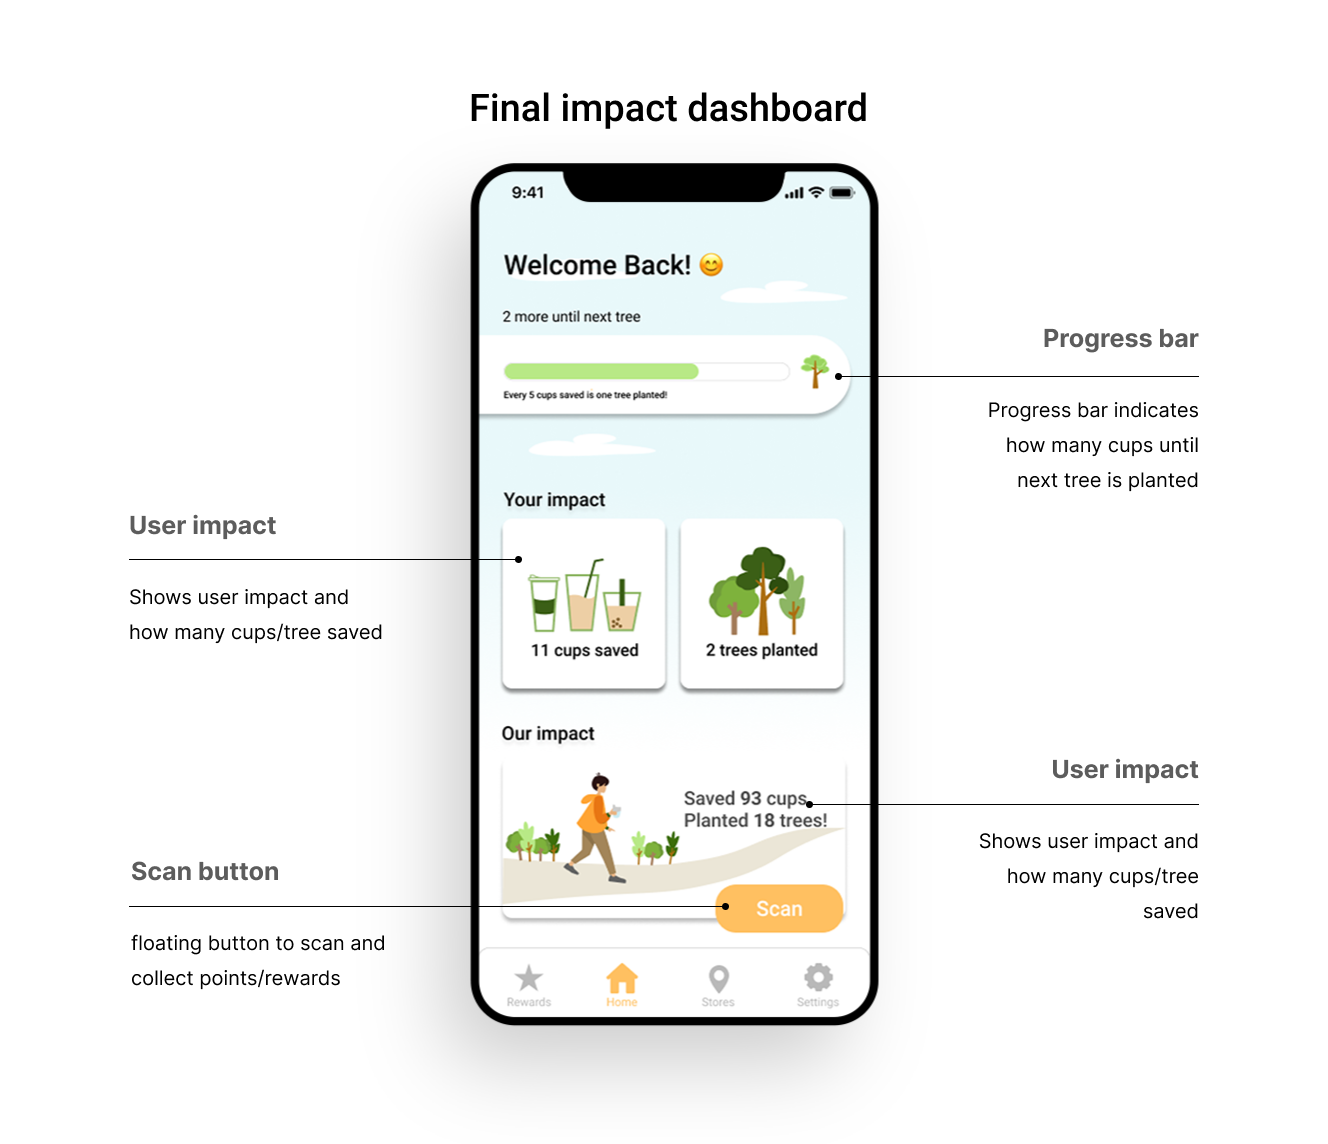 Final impact dashboard
9:41
Welcome Back! 😊
2 more until next tree
Every 5 cups saved is one tree planted!
Progress bar
Progress bar indicates
how many cups until
next tree is planted
Your impact
User impact
Shows user impact and
how many cups/tree saved
11 cups saved
2 trees planted
Our impact
Saved 93 cups
Planted 18 trees!
User impact
Shows user impact and
how many cups/tree
saved
Scan button
floating button to scan and
collect points/rewards
Scan
Rewards
Home
Stores
Settings